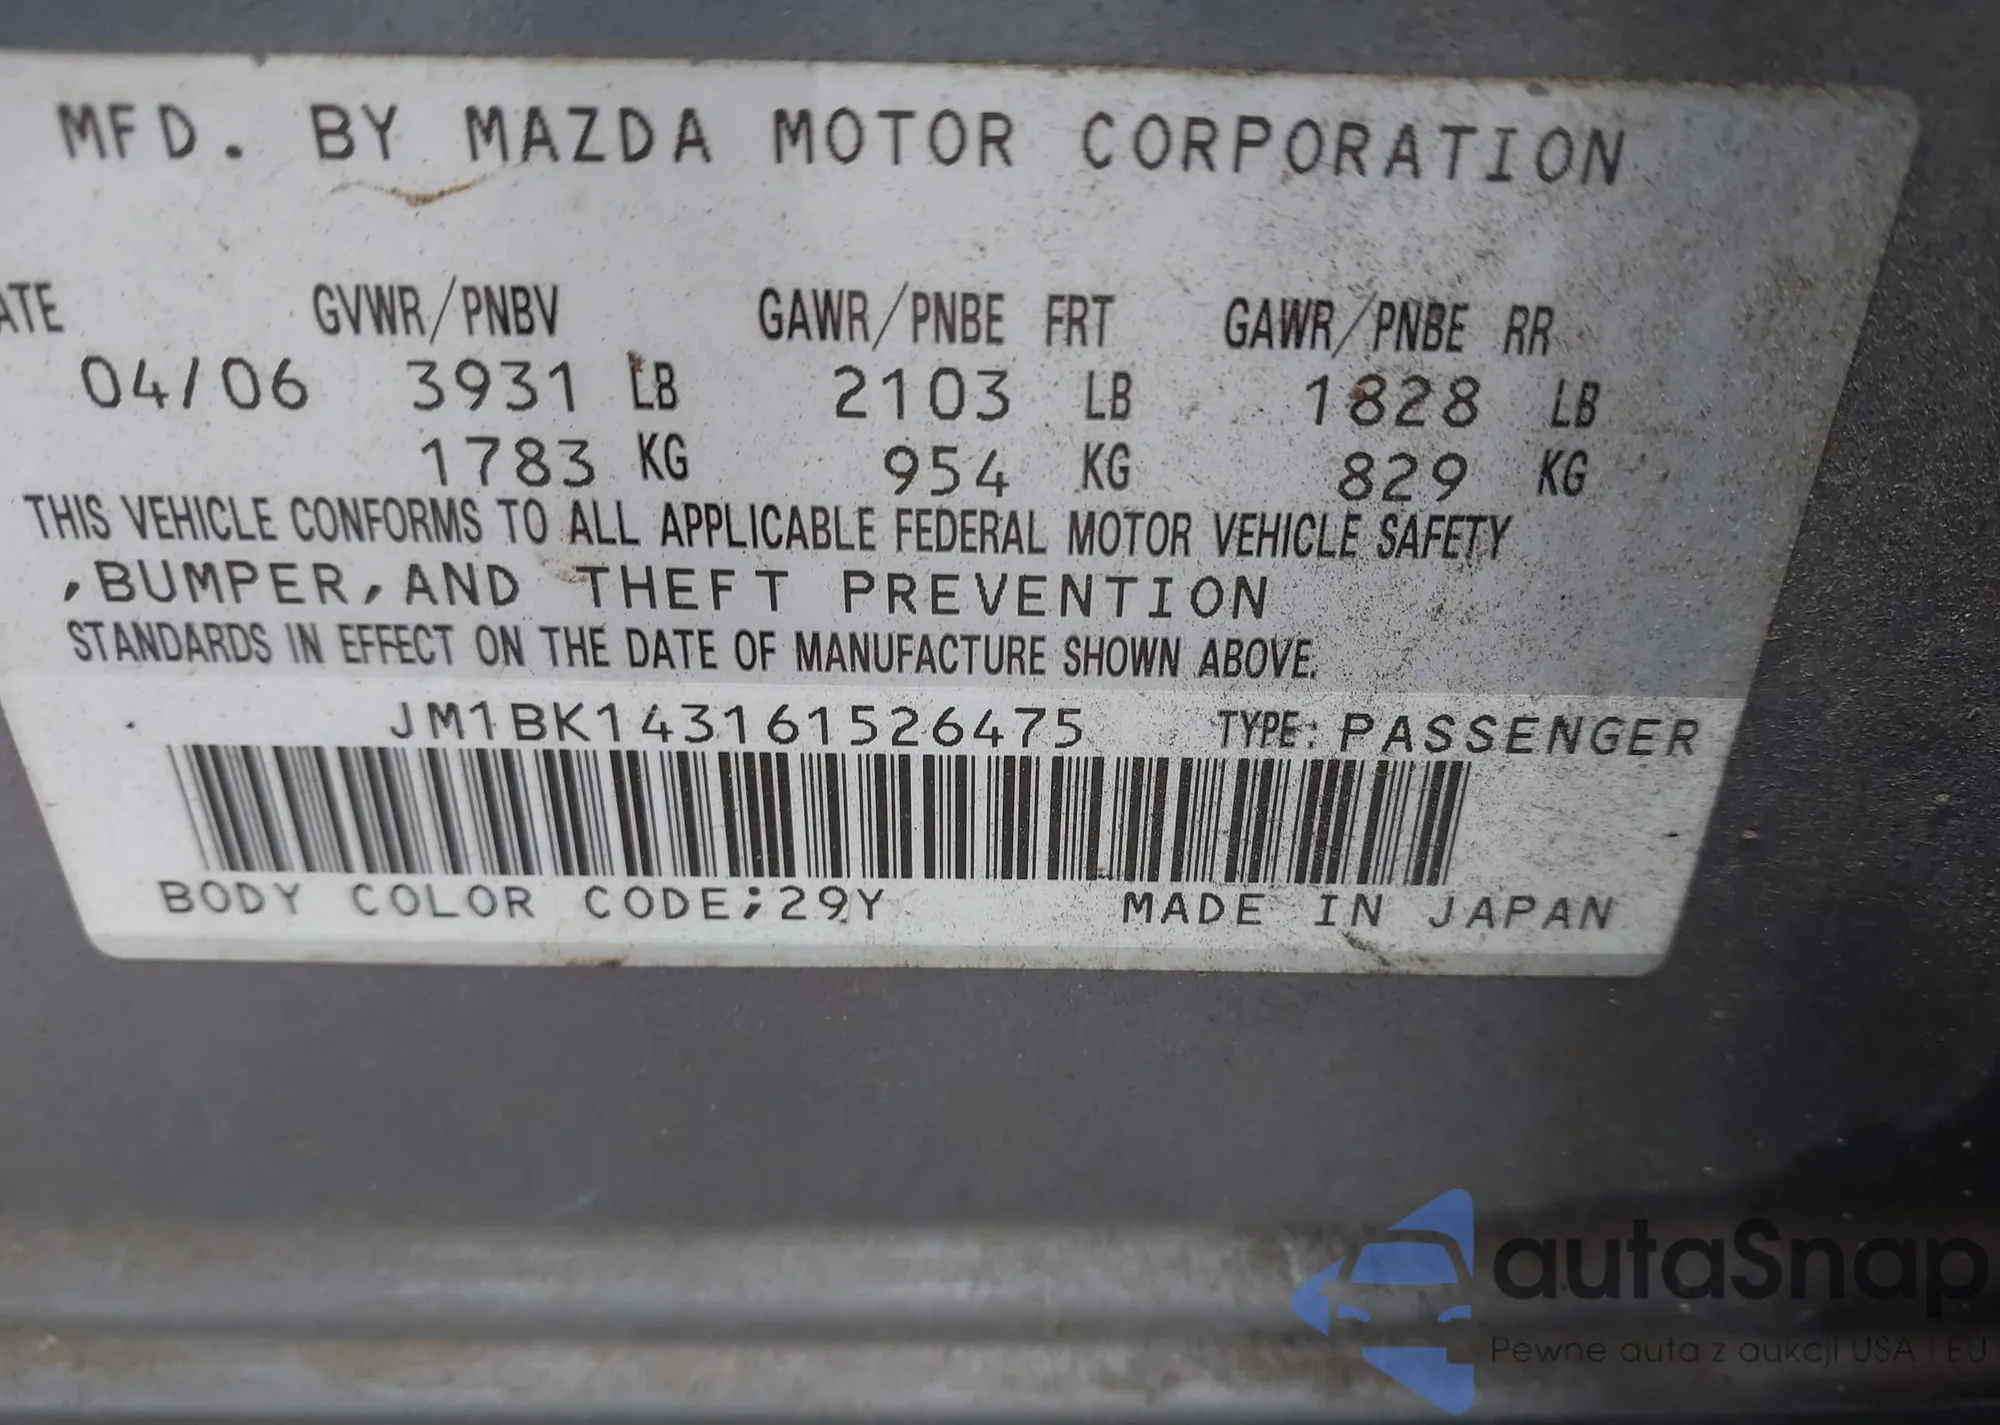 MFD. BY MAZDA MOTOR CORPORATION
ATE GVWR/PNBV GAWR/PNBE FRT GAWR/PNBE RR
04/06 3931 LB 2103 LB 1828 LB
1783 KG 954 KG 829 KG
THIS VEHICLE CONFORMS TO ALL APPLICABLE FEDERAL MOTOR VEHICLE SAFETY
,BUMPER,AND THEFT PREVENTION
STANDARDS IN EFFECT ON THE DATE OF MANUFACTURE SHOWN ABOVE.
JM1BK143161526475 TYPE: PASSENGER
BODY COLOR CODE;29Y MADE IN JAPAN
autaSnap
Pewne auta z aukcji USA i EU